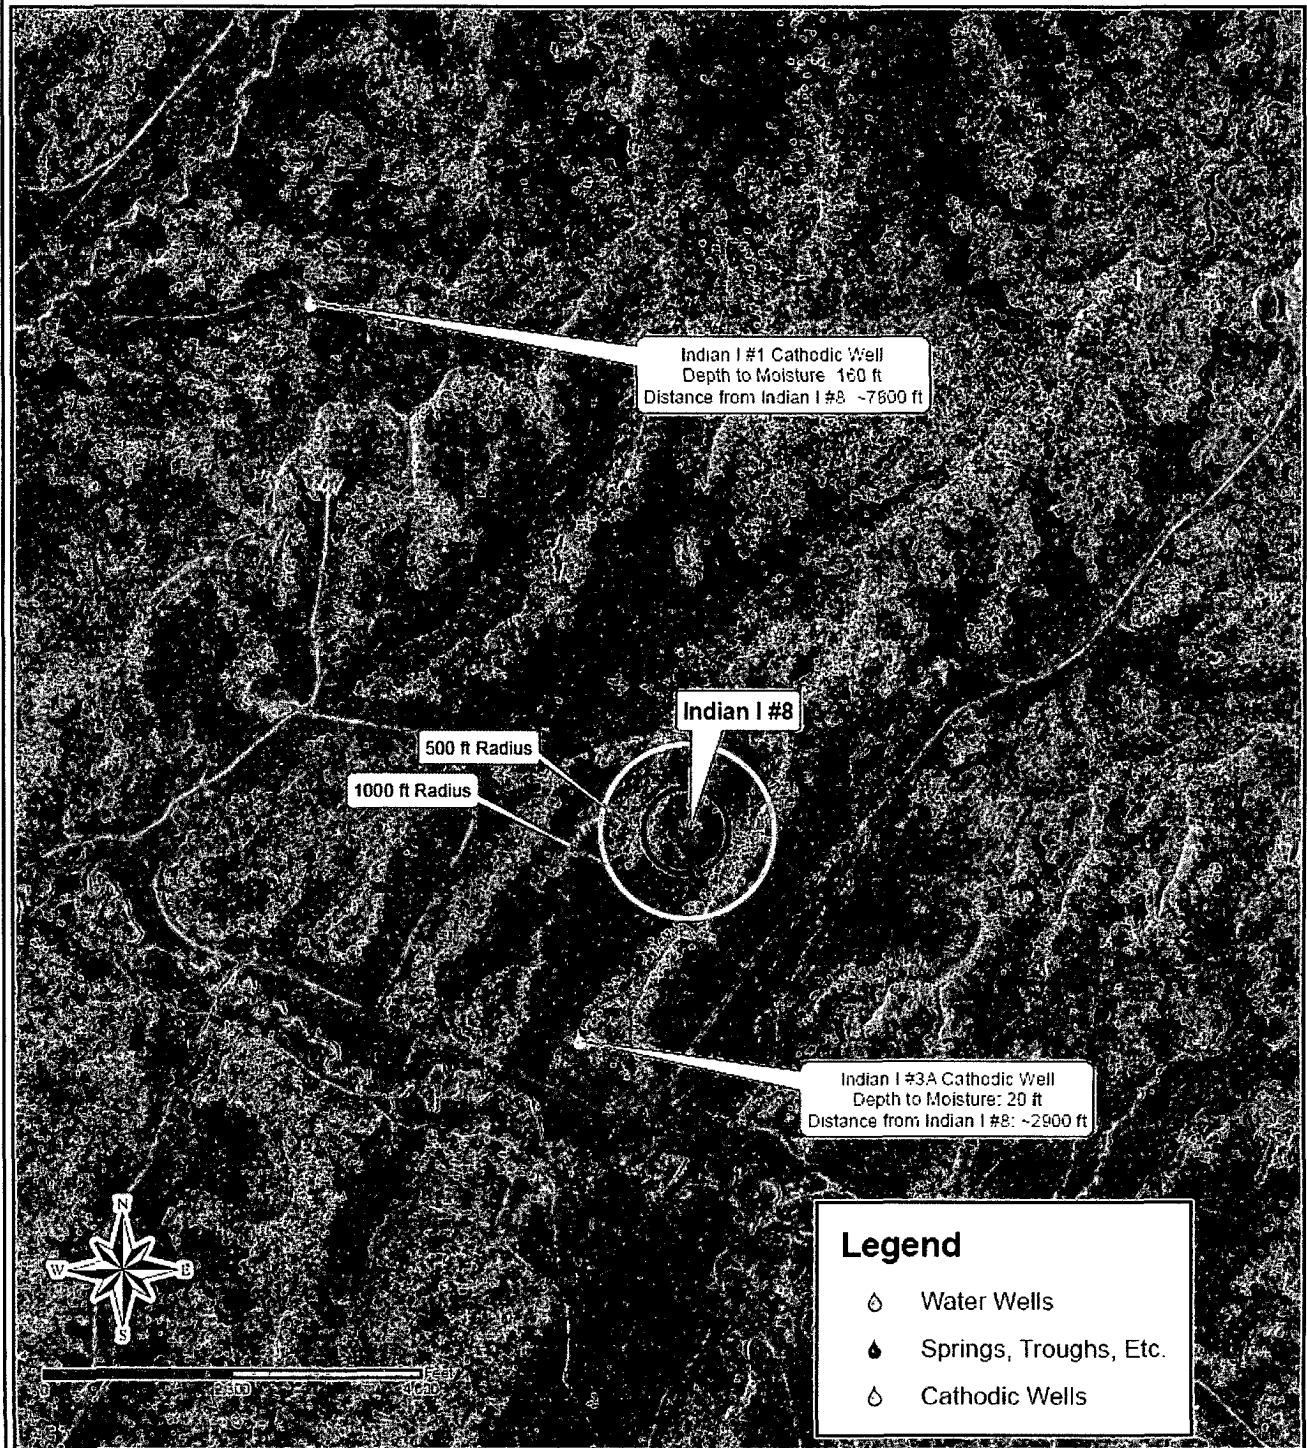 Indian I #1 Cathodic Well
Depth to Moisture 160 ft
Distance from Indian I #8 ~7800 ft
Indian I #8
500 ft Radius
1000 ft Radius
Indian I #3A Cathodic Well
Depth to Moisture: 20 ft
Distance from Indian I #8: ~2900 ft
N
W E
S
Legend
Water Wells
Springs, Troughs, Etc.
Cathodic Wells
0